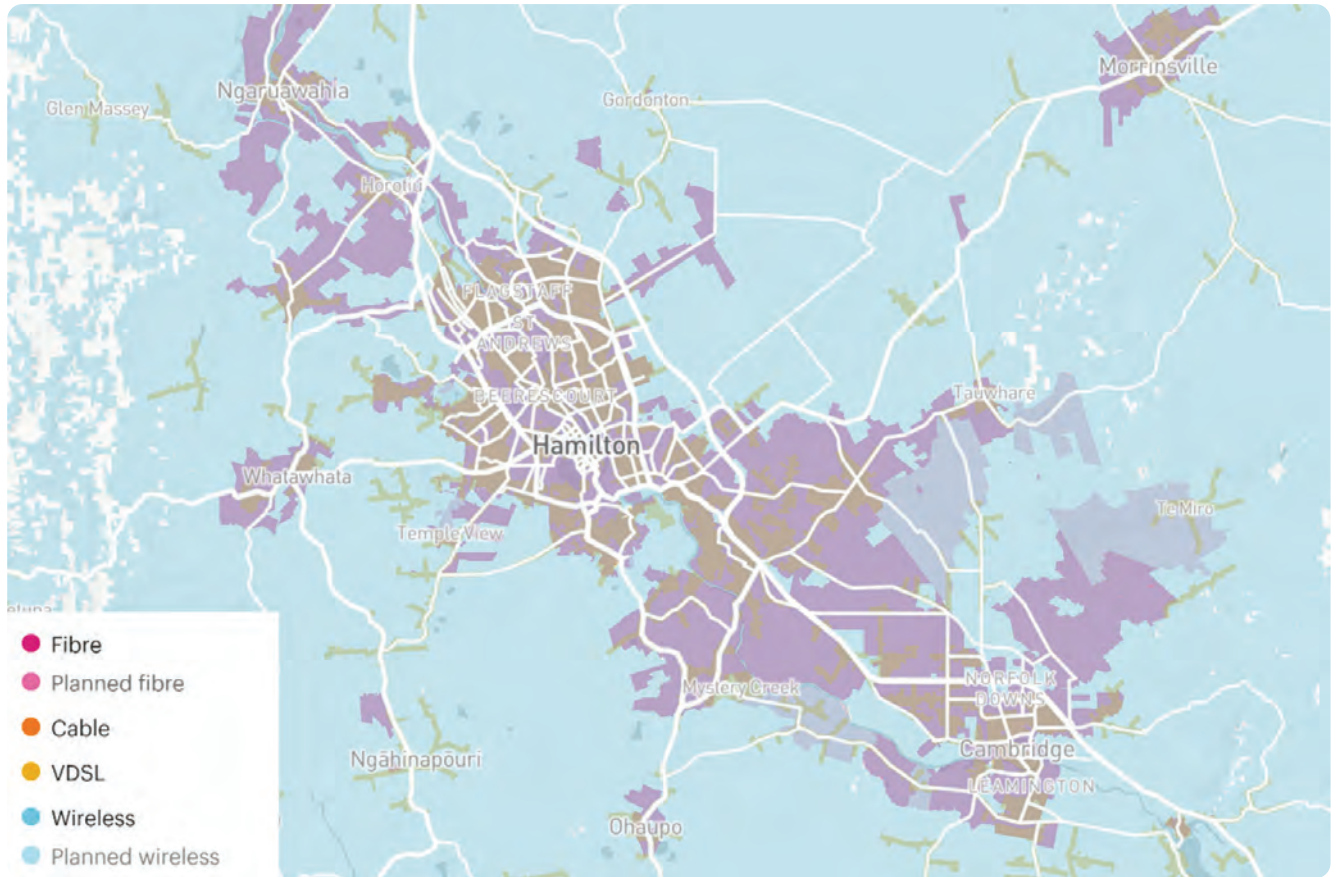 Ngaruawahia
Glen Massey
Gordonton
Morrinsville
Horotiu
FLAGSTAFF
ST
ANDREWS
BEERESCOURT
Tauwhare
Hamilton
Whatawhata
Te Miro
Temple View
Fibre
Planned fibre
Cable
VDSL
Wireless
Planned wireless
Mystery Creek
NORFOLK
DOWNS
Ngāhinapōuri
Cambridge
LEAMINGTON
Ohaupo